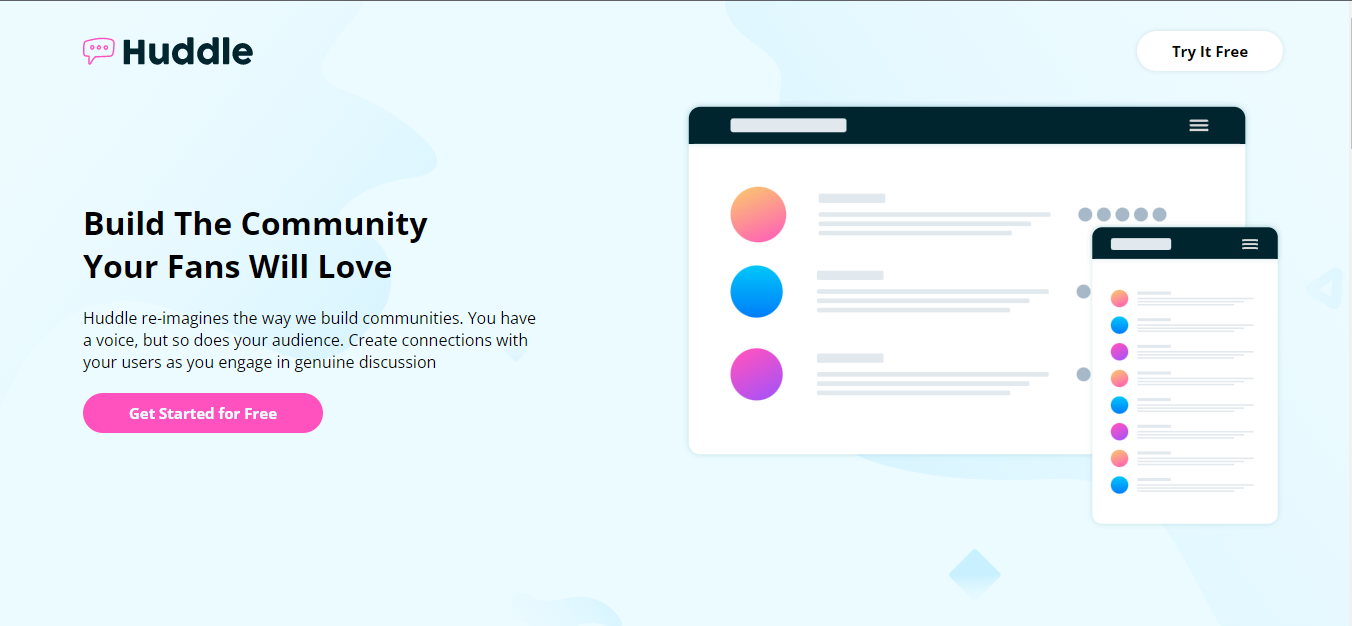 Huddle
Try It Free
Build The Community
Your Fans Will Love
Huddle re-imagines the way we build communities. You have
a voice, but so does your audience. Create connections with
your users as you engage in genuine discussion
Get Started for Free